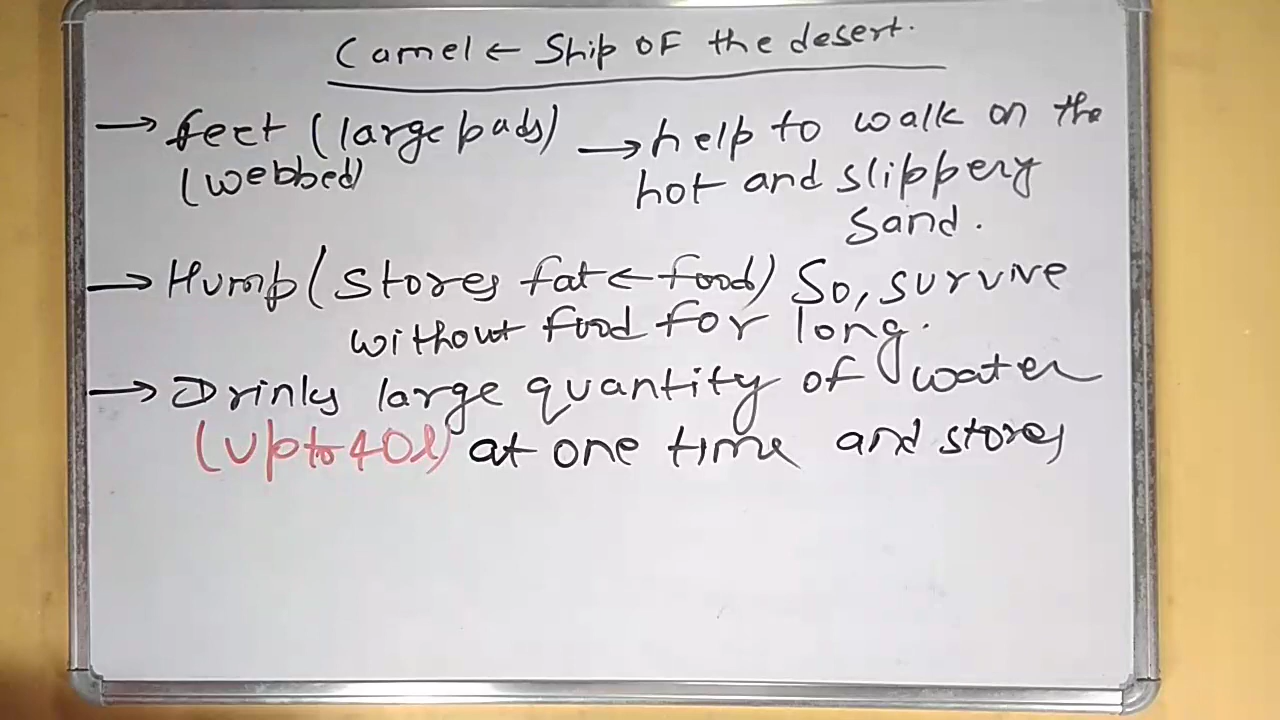 Camel ← Ship of the desert.
→ feet (large pads) → help to walk on the
(webbed) hot and slippery
sand.
→ Hump (stores fat ← food) So, survive
without food for long.
→ Drinks large quantity of water
(upto 40l) at one time and stores